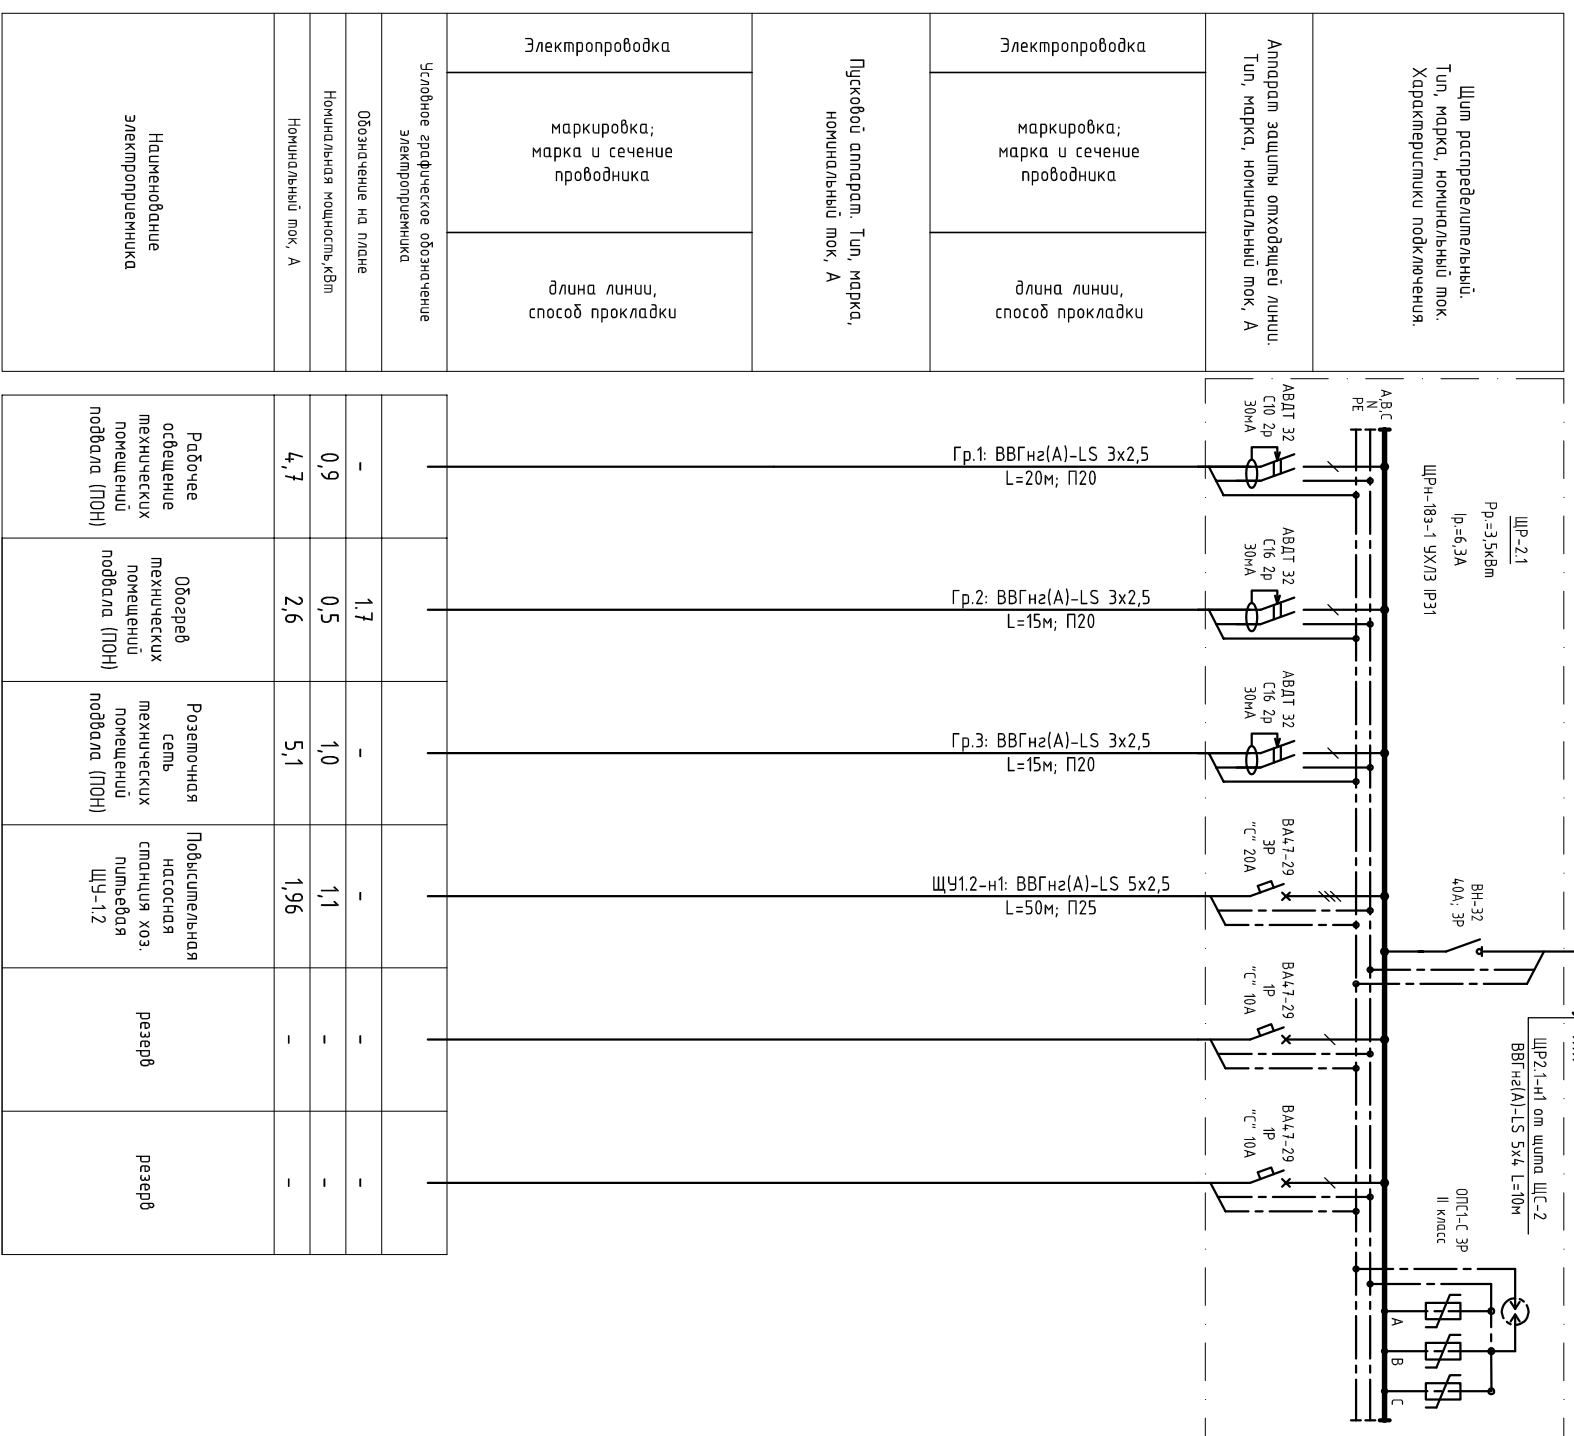 Щит распределительный.
Тип, марка, номинальный ток.
Характеристики подключения.
Аппарат защиты отходящей линии.
Тип, марка, номинальный ток, А
Электропроводка
маркировка;
марка и сечение
проводника
длина линии,
способ прокладки
Пусковой аппарат. Тип, марка,
номинальный ток, А
Электропроводка
маркировка;
марка и сечение
проводника
длина линии,
способ прокладки
Условное графическое обозначение
электроприемника
Обозначение на плане
Номинальная мощность,кВт
Номинальный ток, А
Наименование
электроприемника
ЩР-2.1
Рр.=3,5кВт
Iр.=6,3А
ЩРн-18з-1 УХЛ3 IP31
A,B,C
N
PE
ВН-32
40А; 3Р
ЩР2.1-н1 от щита ЩС-2
ВВГнг(А)-LS 5х4 L=10м
ОПС1-С 3Р
II класс
A
B
C
АВДТ 32
С10 2р
30мА
АВДТ 32
С16 2р
30мА
АВДТ 32
С16 2р
30мА
ВА47-29
3Р
"С" 20А
ВА47-29
1Р
"С" 10А
ВА47-29
1Р
"С" 10А
Гр.1: ВВГнг(А)-LS 3х2,5
L=20м; П20
Гр.2: ВВГнг(А)-LS 3х2,5
L=15м; П20
Гр.3: ВВГнг(А)-LS 3х2,5
L=15м; П20
ЩУ1.2-н1: ВВГнг(А)-LS 5х2,5
L=50м; П25
-
1.7
-
-
-
-
0,9
0,5
1,0
1,1
-
-
4,7
2,6
5,1
1,96
-
-
Рабочее
освещение
технических
помещений
подвала (ПОН)
Обогрев
технических
помещений
подвала (ПОН)
Розеточная
сеть
технических
помещений
подвала (ПОН)
Повысительная
насосная
станция хоз.
питьевая
ЩУ-1.2
резерв
резерв